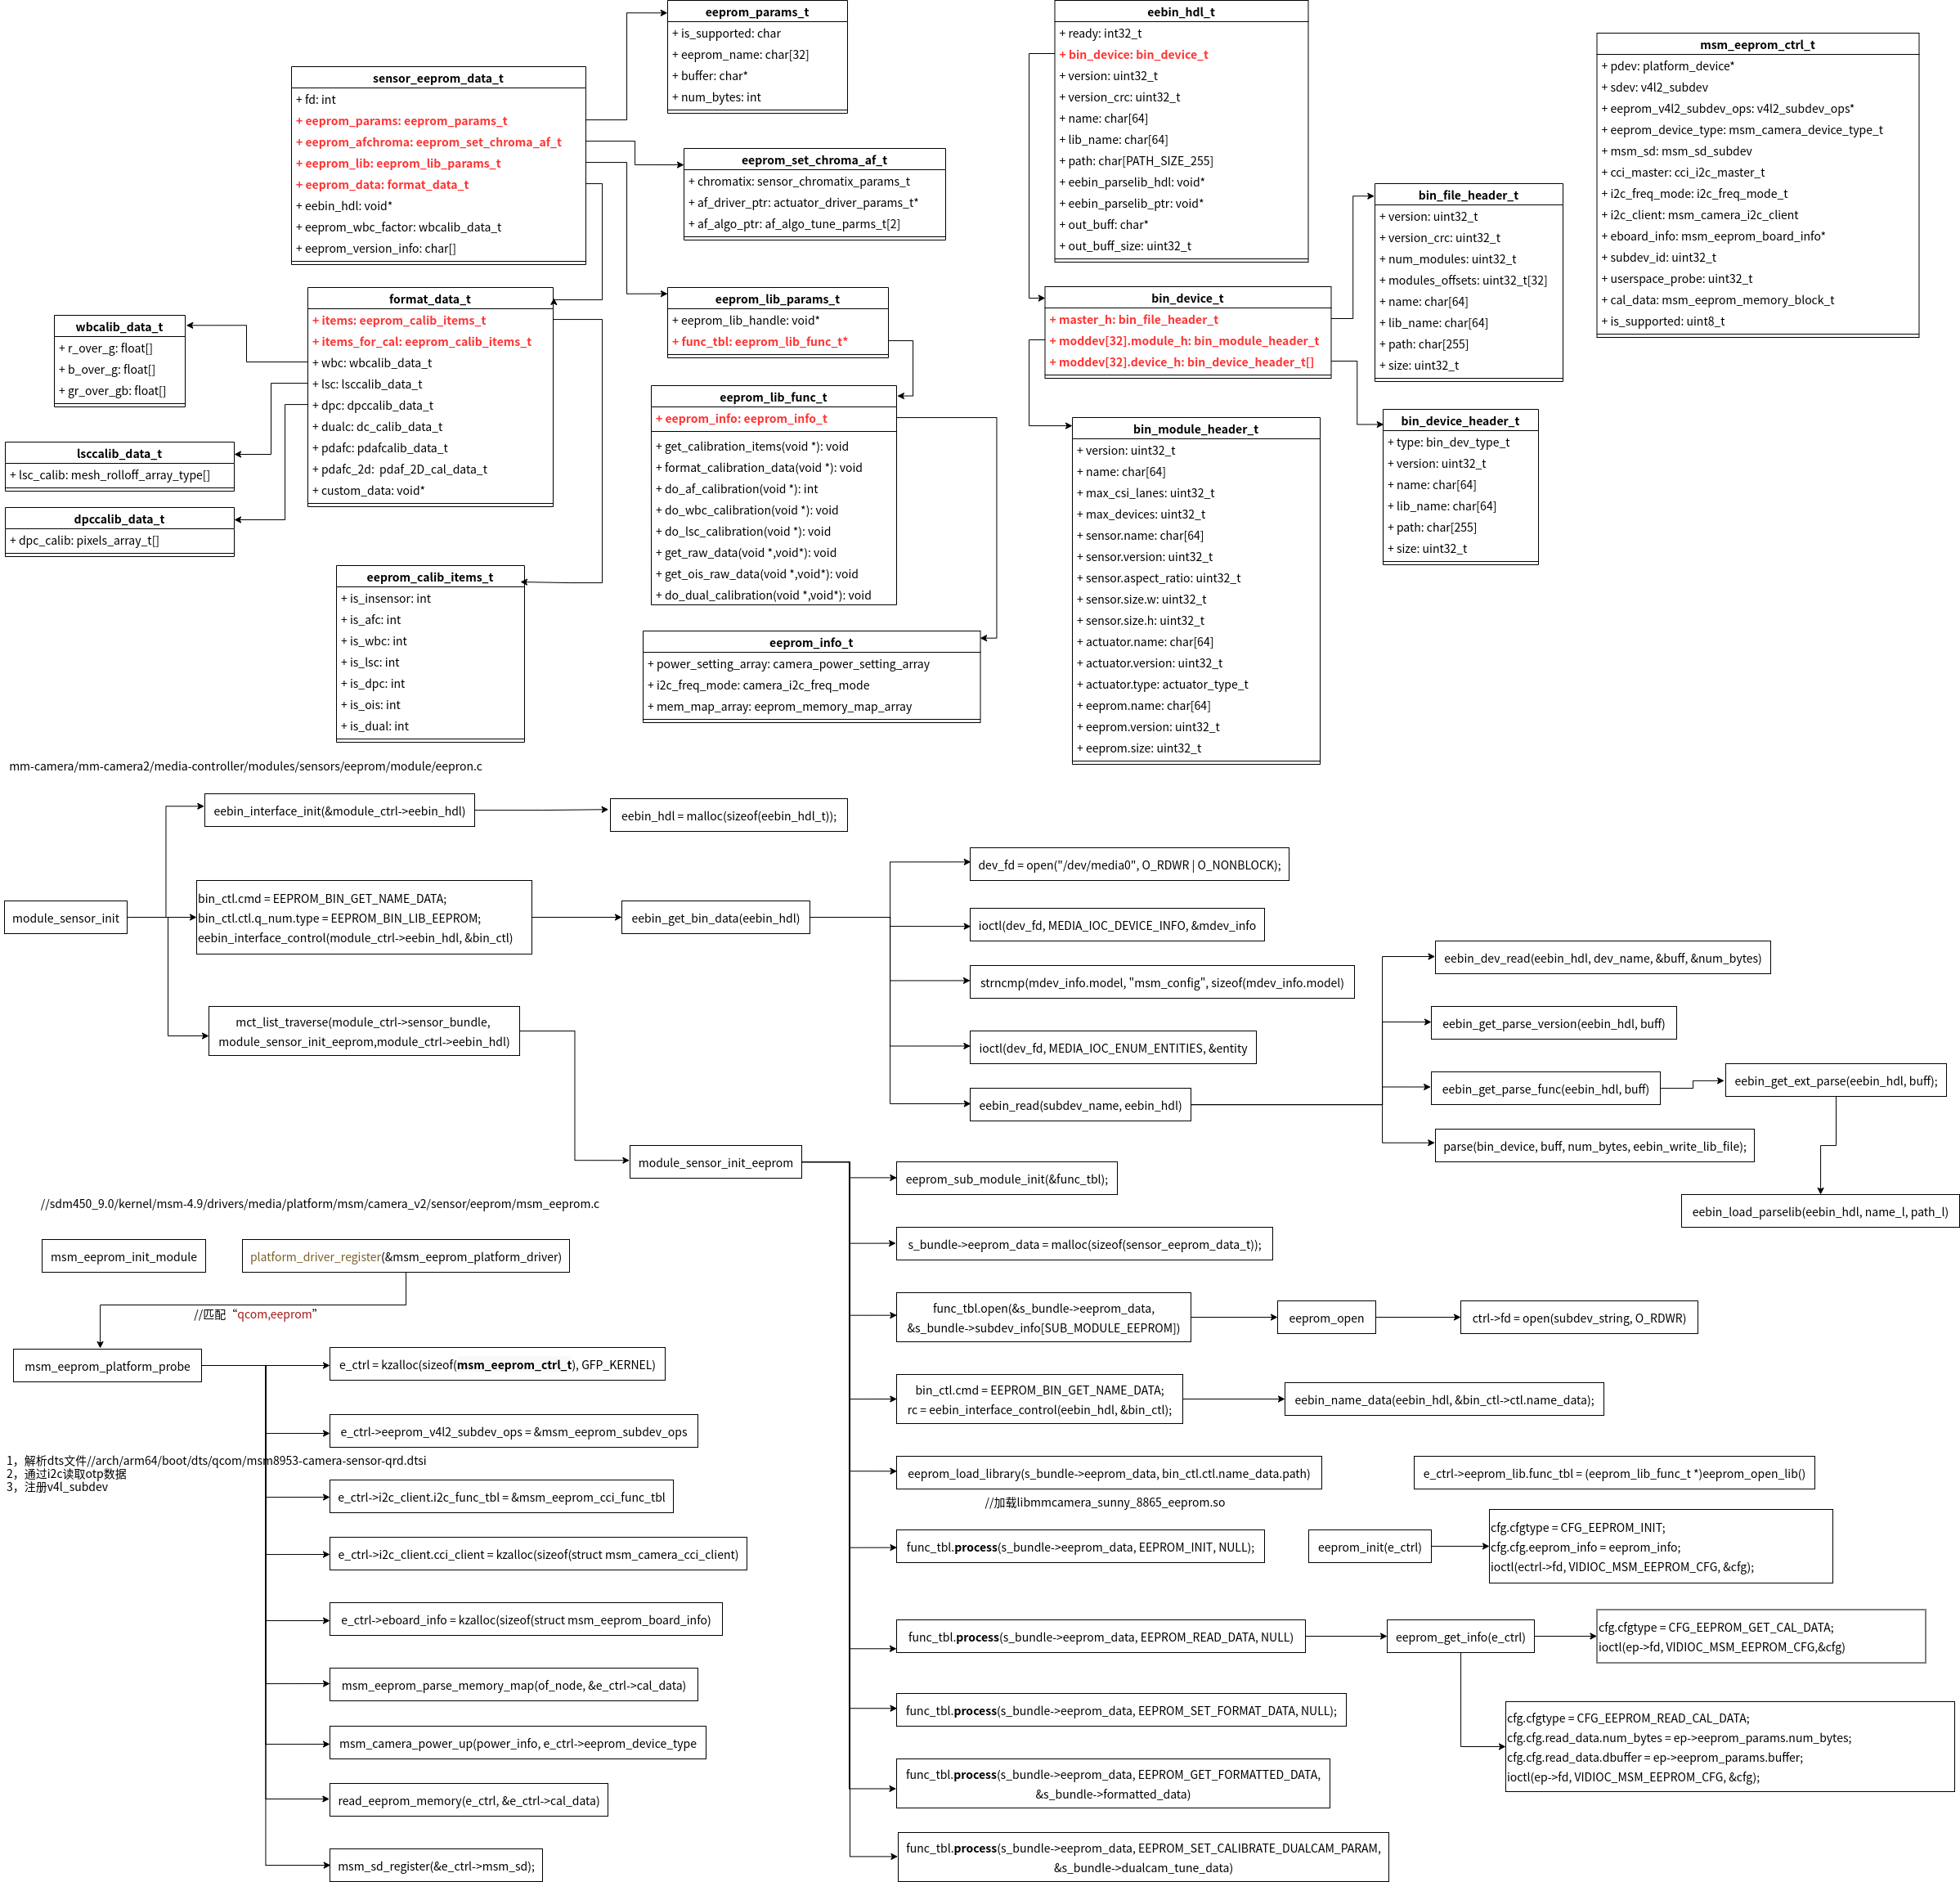 eeprom_params_t
+ is_supported: char
+ eeprom_name: char[32]
+ buffer: char*
+ num_bytes: int
sensor_eeprom_data_t
+ fd: int
+ eeprom_params: eeprom_params_t
+ eeprom_afchroma: eeprom_set_chroma_af_t
+ eeprom_lib: eeprom_lib_params_t
+ eeprom_data: format_data_t
+ eebin_hdl: void*
+ eeprom_wbc_factor: wbcalib_data_t
+ eeprom_version_info: char[]
eeprom_set_chroma_af_t
+ chromatix: sensor_chromatix_params_t
+ af_driver_ptr: actuator_driver_params_t*
+ af_algo_ptr: af_algo_tune_parms_t[2]
format_data_t
+ items: eeprom_calib_items_t
+ items_for_cal: eeprom_calib_items_t
+ wbc: wbcalib_data_t
+ lsc: lsccalib_data_t
+ dpc: dpccalib_data_t
+ dualc: dc_calib_data_t
+ pdafc: pdafcalib_data_t
+ pdafc_2d:  pdaf_2D_cal_data_t
+ custom_data: void*
wbcalib_data_t
+ r_over_g: float[]
+ b_over_g: float[]
+ gr_over_gb: float[]
lsccalib_data_t
+ lsc_calib: mesh_rolloff_array_type[]
dpccalib_data_t
+ dpc_calib: pixels_array_t[]
eeprom_calib_items_t
+ is_insensor: int
+ is_afc: int
+ is_wbc: int
+ is_lsc: int
+ is_dpc: int
+ is_ois: int
+ is_dual: int
eeprom_lib_params_t
+ eeprom_lib_handle: void*
+ func_tbl: eeprom_lib_func_t*
eeprom_lib_func_t
+ eeprom_info: eeprom_info_t
+ get_calibration_items(void *): void
+ format_calibration_data(void *): void
+ do_af_calibration(void *): int
+ do_wbc_calibration(void *): void
+ do_lsc_calibration(void *): void
+ get_raw_data(void *,void*): void
+ get_ois_raw_data(void *,void*): void
+ do_dual_calibration(void *,void*): void
eeprom_info_t
+ power_setting_array: camera_power_setting_array
+ i2c_freq_mode: camera_i2c_freq_mode
+ mem_map_array: eeprom_memory_map_array
eebin_hdl_t
+ ready: int32_t
+ bin_device: bin_device_t
+ version: uint32_t
+ version_crc: uint32_t
+ name: char[64]
+ lib_name: char[64]
+ path: char[PATH_SIZE_255]
+ eebin_parselib_hdl: void*
+ eebin_parselib_ptr: void*
+ out_buff: char*
+ out_buff_size: uint32_t
bin_device_t
+ master_h: bin_file_header_t
+ moddev[32].module_h: bin_module_header_t
+ moddev[32].device_h: bin_device_header_t[]
bin_module_header_t
+ version: uint32_t
+ name: char[64]
+ max_csi_lanes: uint32_t
+ max_devices: uint32_t
+ sensor.name: char[64]
+ sensor.version: uint32_t
+ sensor.aspect_ratio: uint32_t
+ sensor.size.w: uint32_t
+ sensor.size.h: uint32_t
+ actuator.name: char[64]
+ actuator.version: uint32_t
+ actuator.type: actuator_type_t
+ eeprom.name: char[64]
+ eeprom.version: uint32_t
+ eeprom.size: uint32_t
bin_file_header_t
+ version: uint32_t
+ version_crc: uint32_t
+ num_modules: uint32_t
+ modules_offsets: uint32_t[32]
+ name: char[64]
+ lib_name: char[64]
+ path: char[255]
+ size: uint32_t
bin_device_header_t
+ type: bin_dev_type_t
+ version: uint32_t
+ name: char[64]
+ lib_name: char[64]
+ path: char[255]
+ size: uint32_t
msm_eeprom_ctrl_t
+ pdev: platform_device*
+ sdev: v4l2_subdev
+ eeprom_v4l2_subdev_ops: v4l2_subdev_ops*
+ eeprom_device_type: msm_camera_device_type_t
+ msm_sd: msm_sd_subdev
+ cci_master: cci_i2c_master_t
+ i2c_freq_mode: i2c_freq_mode_t
+ i2c_client: msm_camera_i2c_client
+ eboard_info: msm_eeprom_board_info*
+ subdev_id: uint32_t
+ userspace_probe: uint32_t
+ cal_data: msm_eeprom_memory_block_t
+ is_supported: uint8_t
mm-camera/mm-camera2/media-controller/modules/sensors/eeprom/module/eepron.c
eebin_interface_init(&module_ctrl->eebin_hdl)
eebin_hdl = malloc(sizeof(eebin_hdl_t));
module_sensor_init
bin_ctl.cmd = EEPROM_BIN_GET_NAME_DATA;
bin_ctl.ctl.q_num.type = EEPROM_BIN_LIB_EEPROM;
eebin_interface_control(module_ctrl->eebin_hdl, &bin_ctl)
eebin_get_bin_data(eebin_hdl)
dev_fd = open("/dev/media0", O_RDWR | O_NONBLOCK);
ioctl(dev_fd, MEDIA_IOC_DEVICE_INFO, &mdev_info
strncmp(mdev_info.model, "msm_config", sizeof(mdev_info.model)
ioctl(dev_fd, MEDIA_IOC_ENUM_ENTITIES, &entity
eebin_read(subdev_name, eebin_hdl)
eebin_dev_read(eebin_hdl, dev_name, &buff, &num_bytes)
eebin_get_parse_version(eebin_hdl, buff)
eebin_get_parse_func(eebin_hdl, buff)
eebin_get_ext_parse(eebin_hdl, buff);
parse(bin_device, buff, num_bytes, eebin_write_lib_file);
eebin_load_parselib(eebin_hdl, name_l, path_l)
mct_list_traverse(module_ctrl->sensor_bundle,
module_sensor_init_eeprom,module_ctrl->eebin_hdl)
module_sensor_init_eeprom
eeprom_sub_module_init(&func_tbl);
s_bundle->eeprom_data = malloc(sizeof(sensor_eeprom_data_t));
func_tbl.open(&s_bundle->eeprom_data,
&s_bundle->subdev_info[SUB_MODULE_EEPROM])
eeprom_open
ctrl->fd = open(subdev_string, O_RDWR)
bin_ctl.cmd = EEPROM_BIN_GET_NAME_DATA;
rc = eebin_interface_control(eebin_hdl, &bin_ctl);
eebin_name_data(eebin_hdl, &bin_ctl->ctl.name_data);
eeprom_load_library(s_bundle->eeprom_data, bin_ctl.ctl.name_data.path)
e_ctrl->eeprom_lib.func_tbl = (eeprom_lib_func_t *)eeprom_open_lib()
//加载libmmcamera_sunny_8865_eeprom.so
func_tbl.process(s_bundle->eeprom_data, EEPROM_INIT, NULL);
eeprom_init(e_ctrl)
cfg.cfgtype = CFG_EEPROM_INIT;
cfg.cfg.eeprom_info = eeprom_info;
ioctl(ectrl->fd, VIDIOC_MSM_EEPROM_CFG, &cfg);
func_tbl.process(s_bundle->eeprom_data, EEPROM_READ_DATA, NULL)
eeprom_get_info(e_ctrl)
cfg.cfgtype = CFG_EEPROM_GET_CAL_DATA;
ioctl(ep->fd, VIDIOC_MSM_EEPROM_CFG,&cfg)
cfg.cfgtype = CFG_EEPROM_READ_CAL_DATA;
cfg.cfg.read_data.num_bytes = ep->eeprom_params.num_bytes;
cfg.cfg.read_data.dbuffer = ep->eeprom_params.buffer;
ioctl(ep->fd, VIDIOC_MSM_EEPROM_CFG, &cfg);
func_tbl.process(s_bundle->eeprom_data, EEPROM_SET_FORMAT_DATA, NULL);
func_tbl.process(s_bundle->eeprom_data, EEPROM_GET_FORMATTED_DATA,
&s_bundle->formatted_data)
func_tbl.process(s_bundle->eeprom_data, EEPROM_SET_CALIBRATE_DUALCAM_PARAM,
&s_bundle->dualcam_tune_data)
//sdm450_9.0/kernel/msm-4.9/drivers/media/platform/msm/camera_v2/sensor/eeprom/msm_eeprom.c
msm_eeprom_init_module
platform_driver_register(&msm_eeprom_platform_driver)
//匹配“qcom,eeprom”
msm_eeprom_platform_probe
e_ctrl = kzalloc(sizeof(msm_eeprom_ctrl_t), GFP_KERNEL)
e_ctrl->eeprom_v4l2_subdev_ops = &msm_eeprom_subdev_ops
1，解析dts文件//arch/arm64/boot/dts/qcom/msm8953-camera-sensor-qrd.dtsi
2，通过i2c读取otp数据
3，注册v4l_subdev
e_ctrl->i2c_client.i2c_func_tbl = &msm_eeprom_cci_func_tbl
e_ctrl->i2c_client.cci_client = kzalloc(sizeof(struct msm_camera_cci_client)
e_ctrl->eboard_info = kzalloc(sizeof(struct msm_eeprom_board_info)
msm_eeprom_parse_memory_map(of_node, &e_ctrl->cal_data)
msm_camera_power_up(power_info, e_ctrl->eeprom_device_type
read_eeprom_memory(e_ctrl, &e_ctrl->cal_data)
msm_sd_register(&e_ctrl->msm_sd);